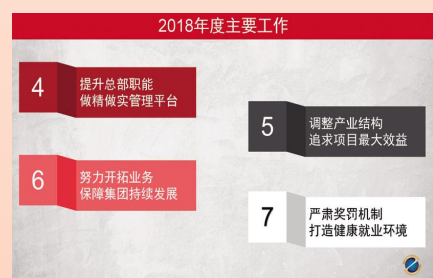 2018年度主要工作
4
提升总部职能
做精做实管理平台
5
调整产业结构
追求项目最大效益
6
努力开拓业务
保障集团持续发展
7
严肃奖罚机制
打造健康就业环境